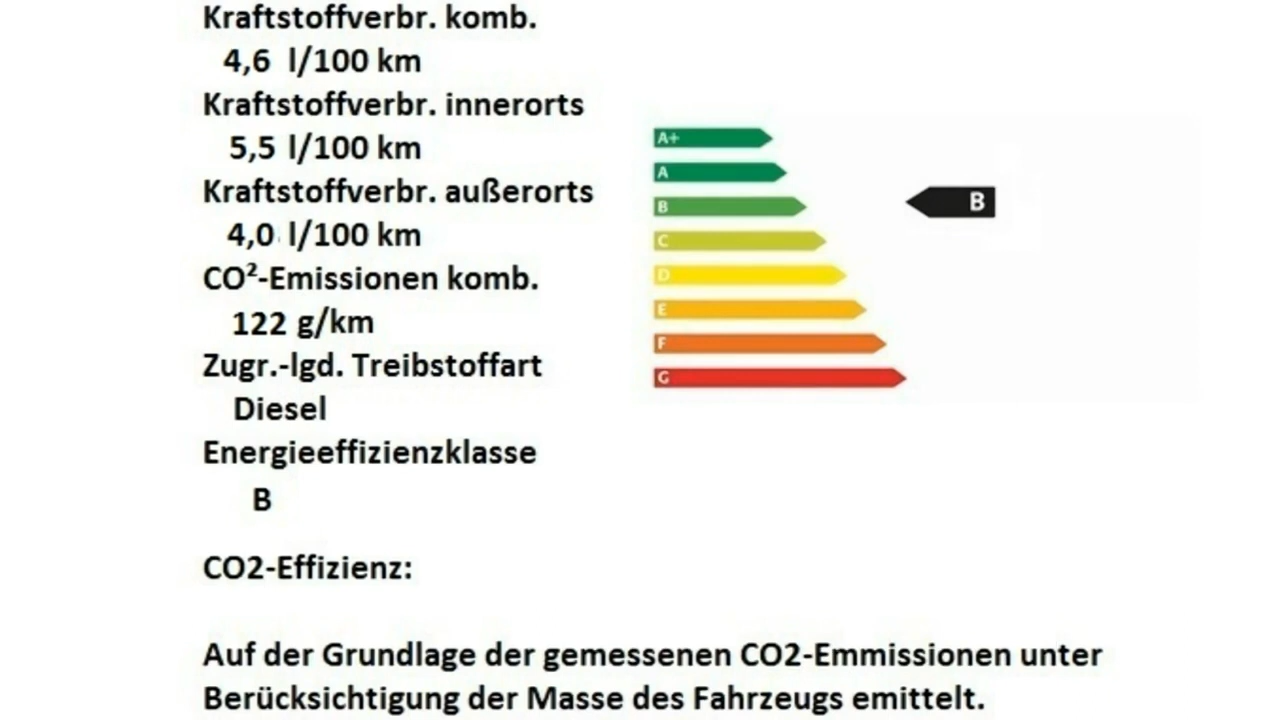 Kraftstoffverbr. komb.
4,6 l/100 km
Kraftstoffverbr. innerorts
5,5 l/100 km
Kraftstoffverbr. außerorts
4,0 l/100 km
CO²-Emissionen komb.
122 g/km
Zugr.-lgd. Treibstoffart
Diesel
Energieeffizienzklasse
B
A+
A
B
B
C
D
E
F
G
CO2-Effizienz:
Auf der Grundlage der gemessenen CO2-Emmissionen unter
Berücksichtigung der Masse des Fahrzeugs emittelt.